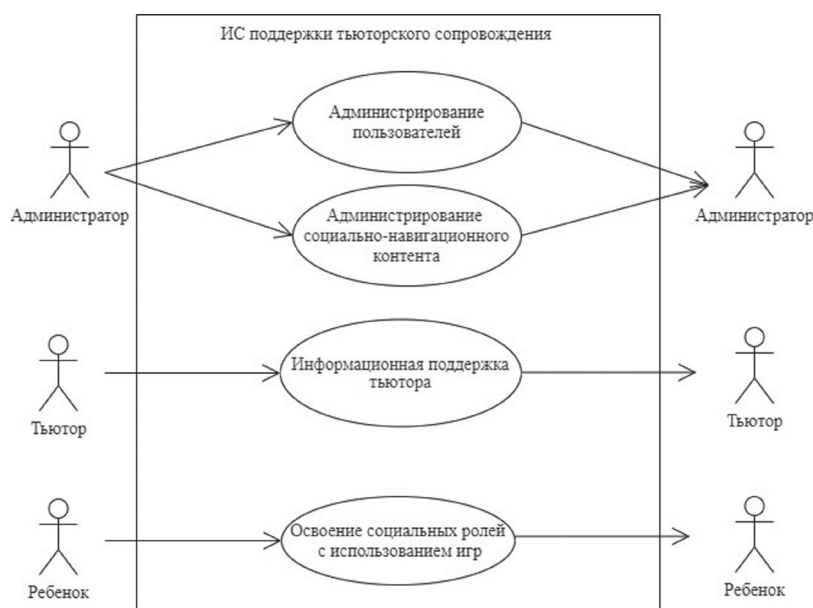 ИС поддержки тьюторского сопровождения
Администрирование
пользователей
Администратор
Администратор
Администрирование
социально-навигационного
контента
Информационная поддержка
тьютора
Тьютор
Тьютор
Освоение социальных ролей
с использованием игр
Ребенок
Ребенок